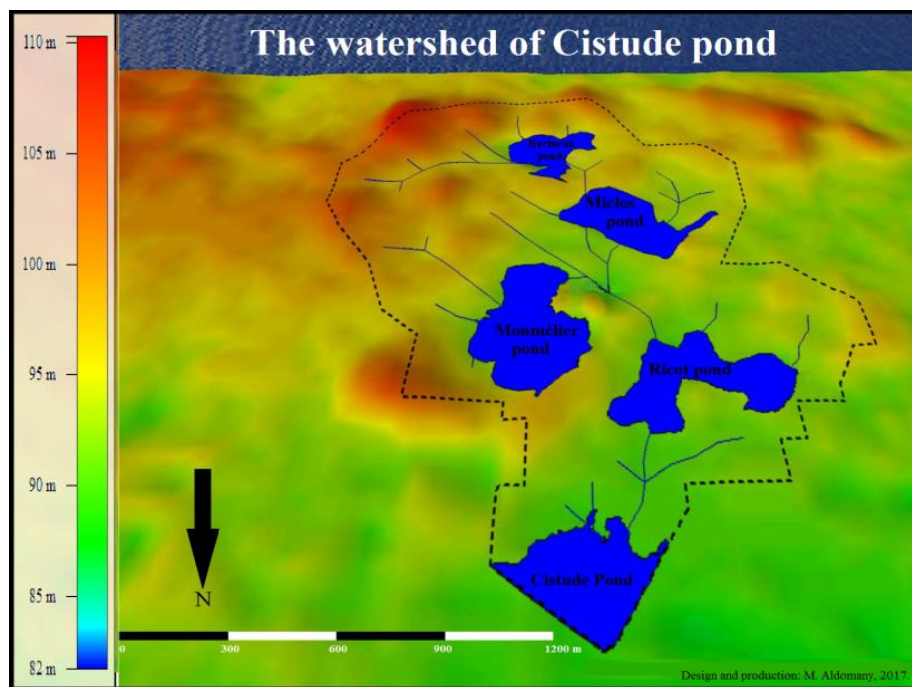 The watershed of Cistude pond
110 m
105 m
100 m
95 m
90 m
85 m
82 m
pond
Miclos
pond
Monmélier
pond
Ricot pond
Cistude Pond
N
0
300
600
900
1200 m
Design and production: M. Aldomany, 2017.